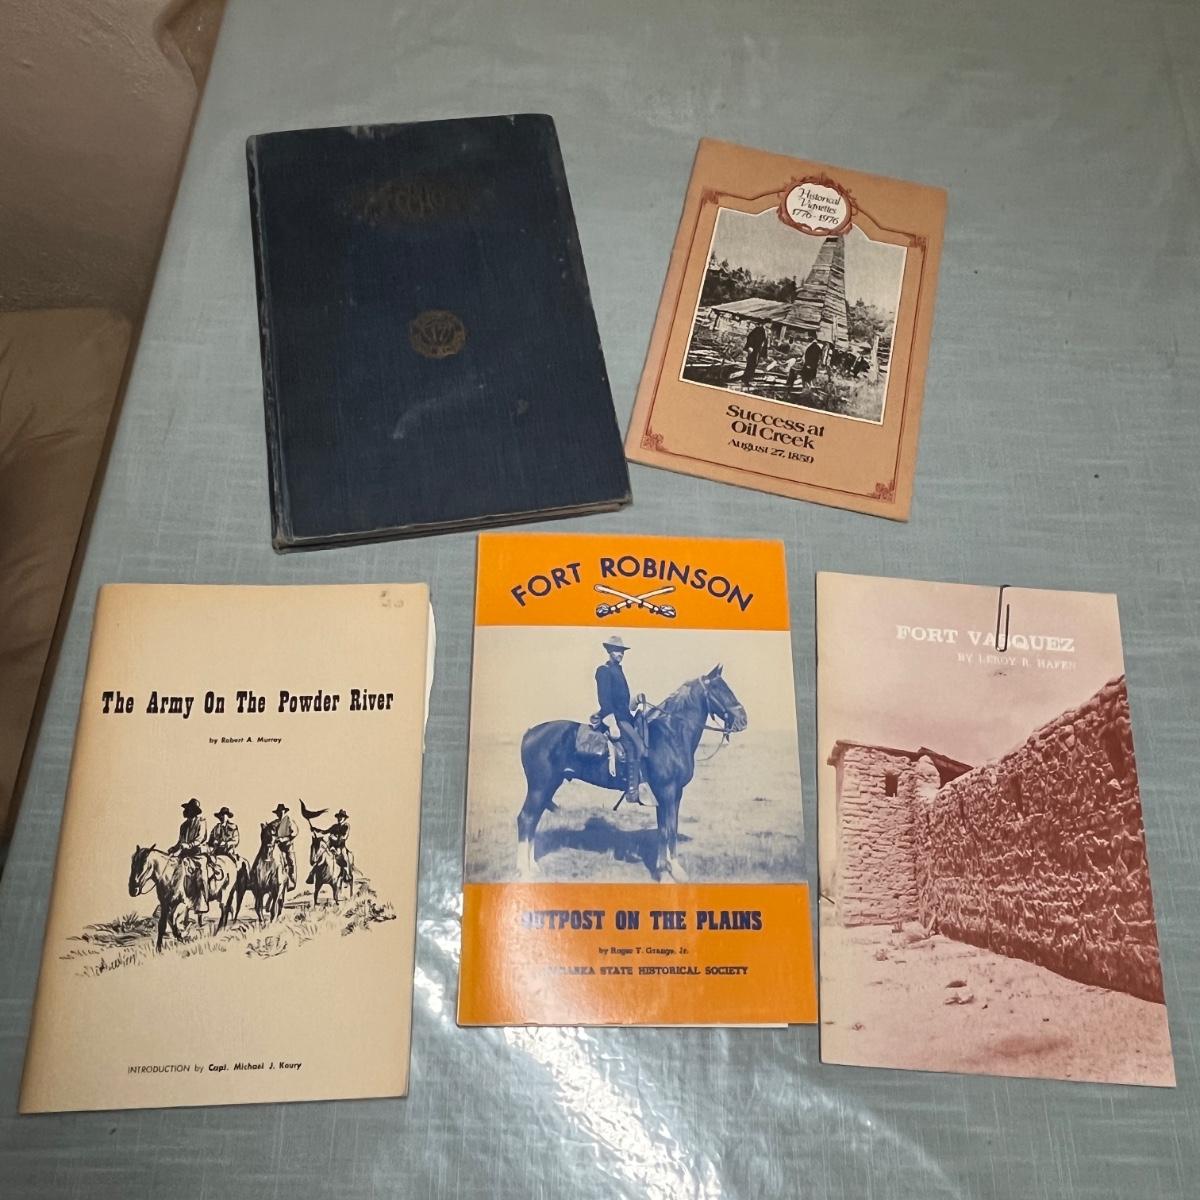 Historical
Vignettes
1776-1976
Success at
Oil Creek
August 27, 1859
The Army On The Powder River
by Robert A. Murray
INTRODUCTION by Capt. Michael J. Koury
FORT ROBINSON
OUTPOST ON THE PLAINS
by Roger T. Grange, Jr.
STATE HISTORICAL SOCIETY
FORT VASQUEZ
BY LEROY R. HAFEN